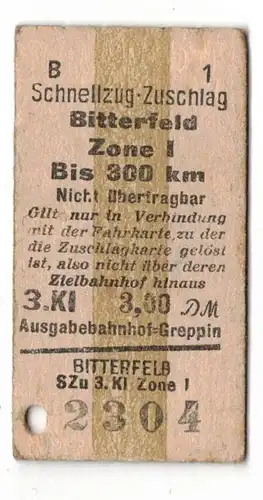 B 1
Schnellzug-Zuschlag
Bitterfeld
Zone I
Bis 300 km
Nicht übertragbar
Gilt nur in Verbindung
mit der Fahrkarte, zu der
die Zuschlagkarte gelöst
ist, also nicht über deren
Zielbahnhof hinaus
3.Kl 3,00 DM
Ausgabebahnhof=Greppin
BITTERFELD
SZu 3.Kl Zone I
2304